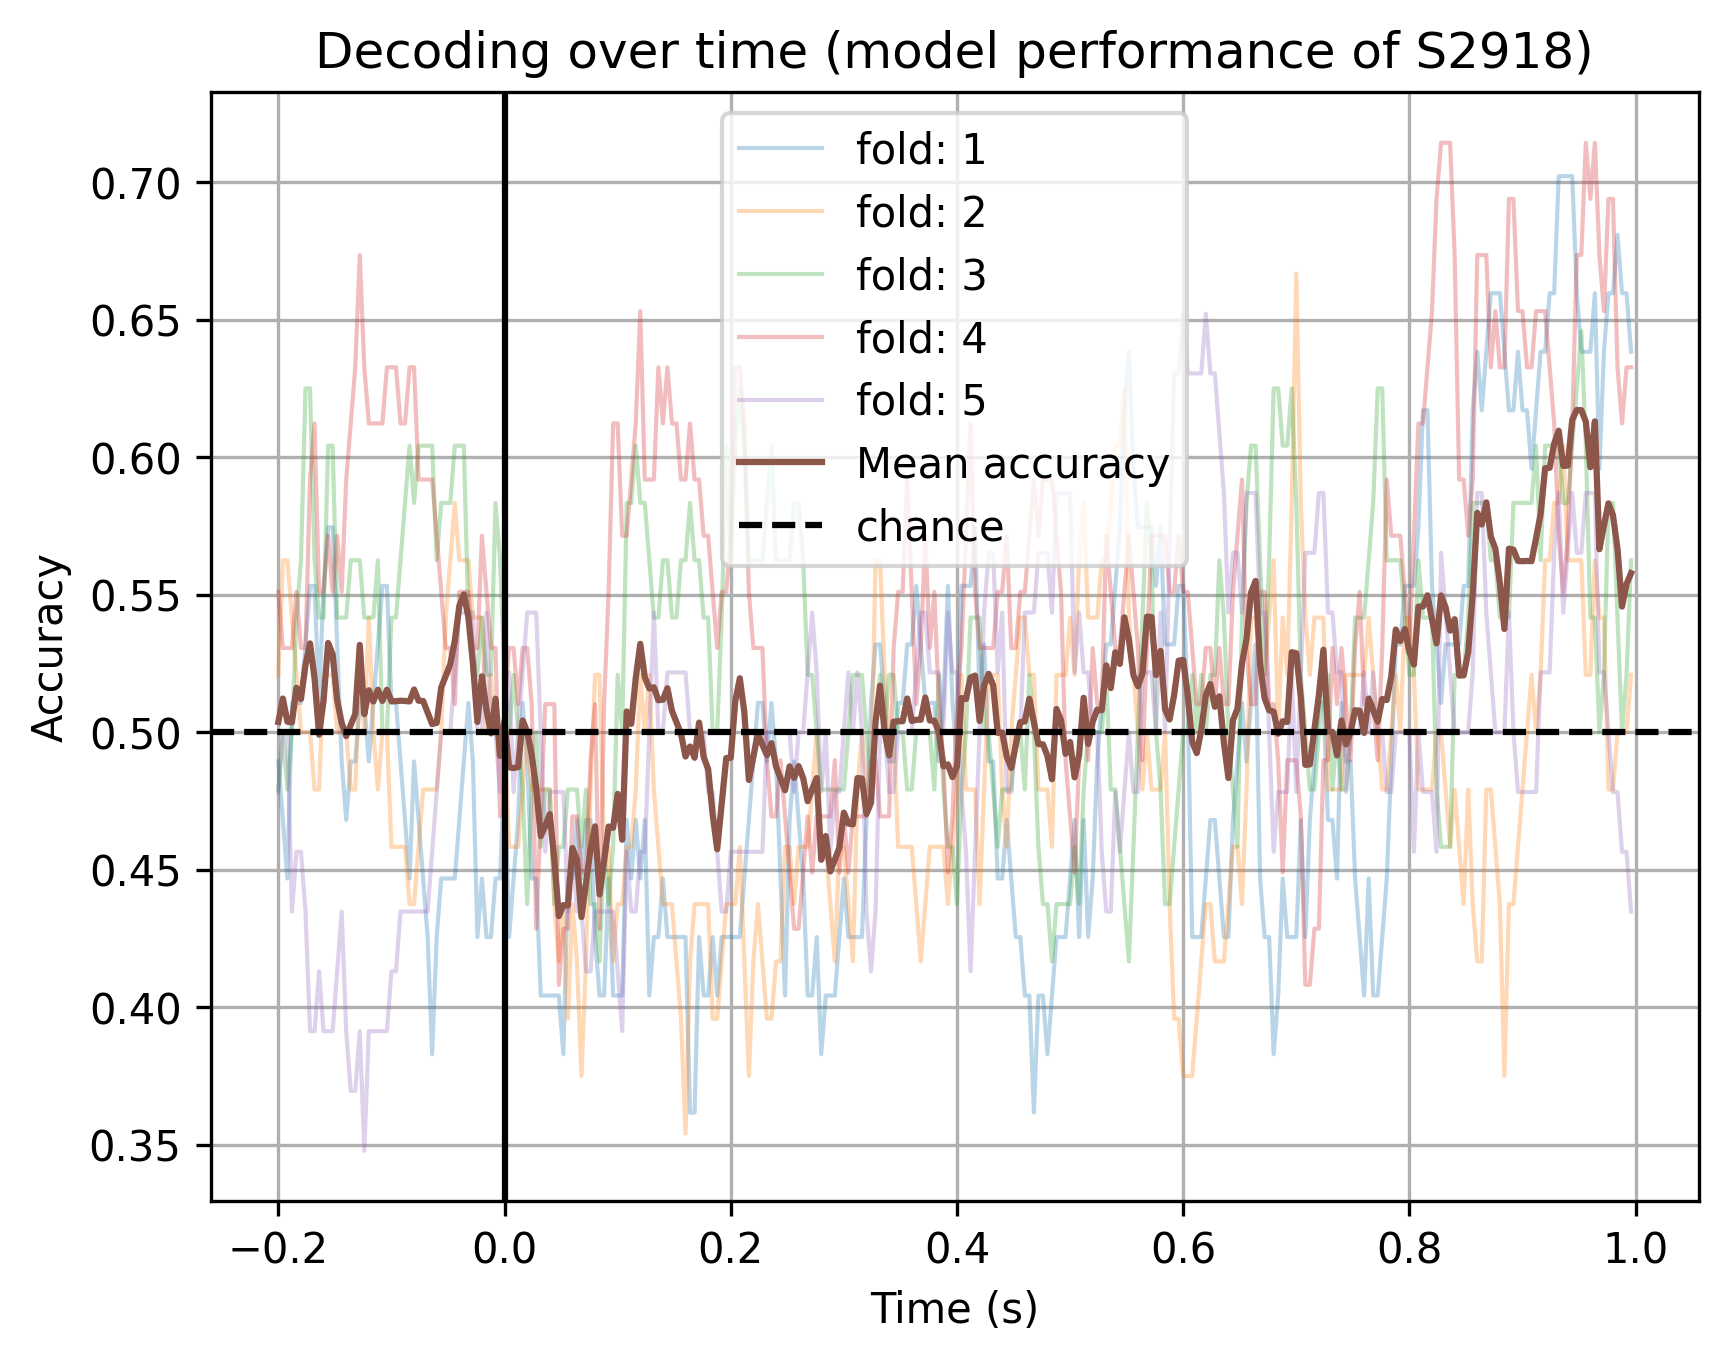 Decoding over time (model performance of S2918)
fold: 1
fold: 2
fold: 3
fold: 4
fold: 5
Mean accuracy
chance
Accuracy
0.70
0.65
0.60
0.55
0.50
0.45
0.40
0.35
−0.2 0.0 0.2 0.4 0.6 0.8 1.0
Time (s)